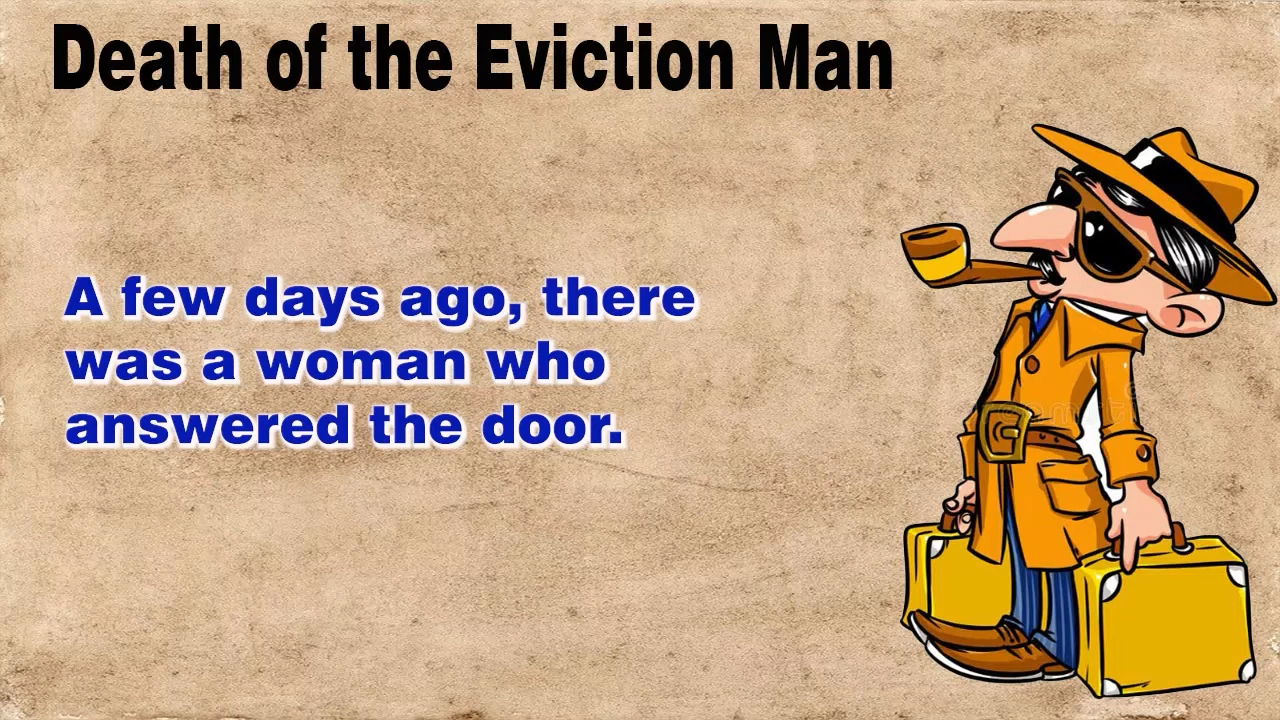 Death of the Eviction Man
A few days ago, there
was a woman who
answered the door.